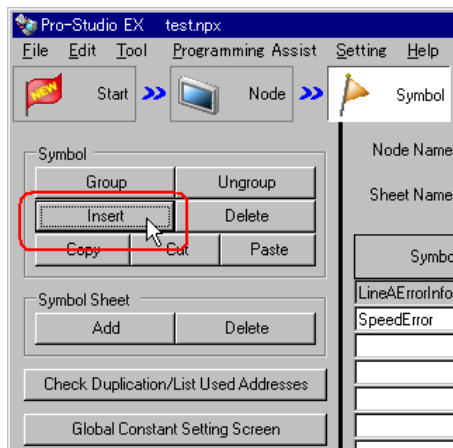 Pro-Studio EX test.npx
File Edit Tool Programming Assist Setting Help
NEW Start Node Symbol
Symbol
Group Ungroup
Insert Delete
Copy Cut Paste
Symbol Sheet
Add Delete
Check Duplication/List Used Addresses
Global Constant Setting Screen
Node Name
Sheet Name
Symbo
LineAErrorInfo
SpeedError